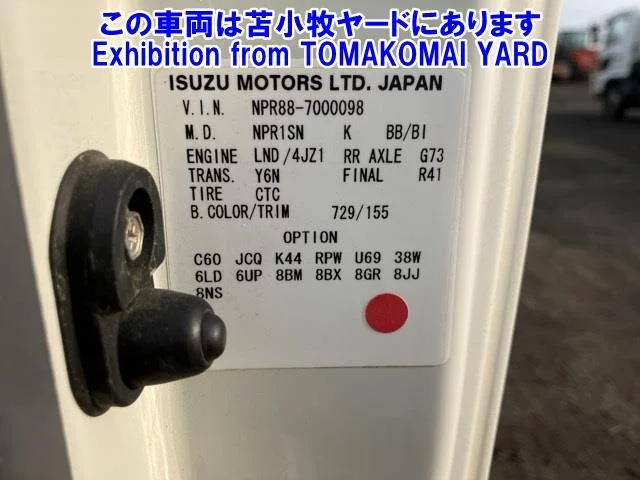 この車両は苫小牧ヤードにあります
Exhibition from TOMAKOMAI YARD
ISUZU MOTORS LTD. JAPAN
V.I.N. NPR88-7000098
M.D. NPR1SN K BB/BI
ENGINE LND/4JZ1 RR AXLE G73
TRANS. Y6N FINAL R41
TIRE CTC
B.COLOR/TRIM 729/155
OPTION
C60 JCQ K44 RPW U69 38W
6LD 6UP 8BM 8BX 8GR 8JJ
8NS